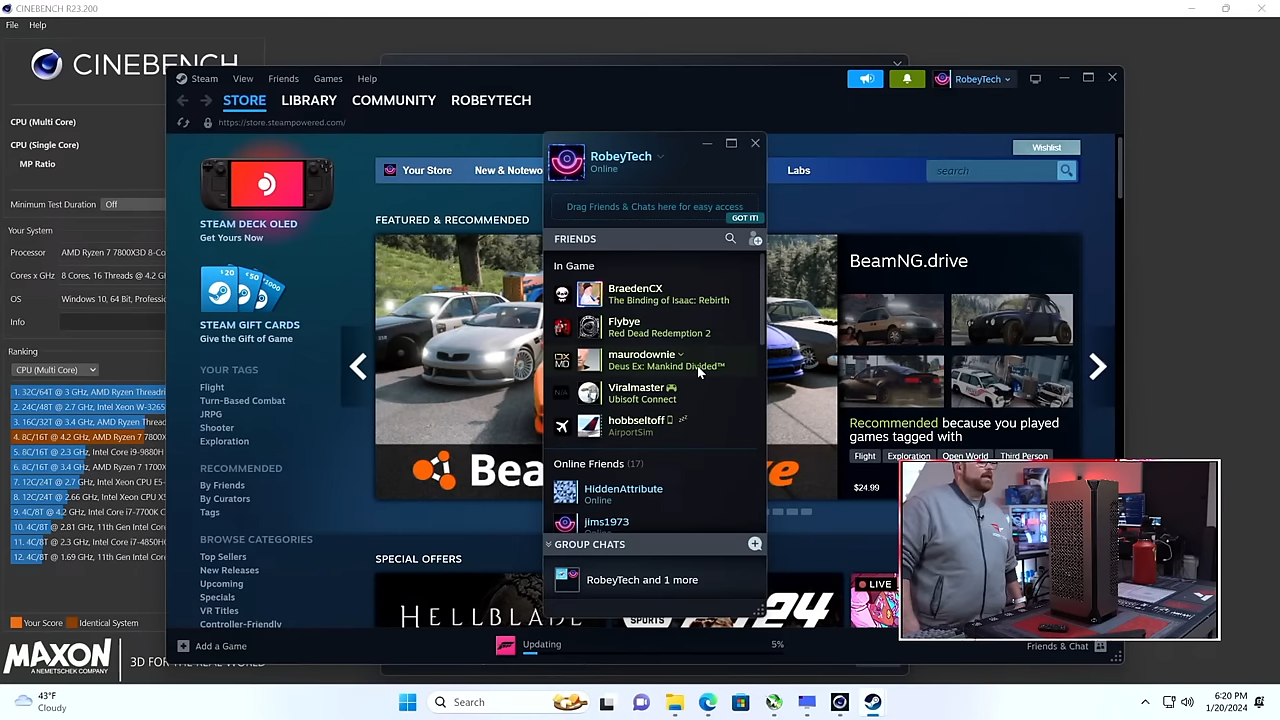 CINEBENCH R23.200
File Help
CINEBENCH
CPU (Multi Core)
CPU (Single Core)
MP Ratio
Minimum Test Duration Off
Your System
Processor AMD Ryzen 7 7800X3D 8-Co
Cores x GHz 8 Cores, 16 Threads @ 4.2 G
OS Windows 10, 64 Bit, Professio
Info
Ranking
CPU (Multi Core)
1. 32C/64T @ 3 GHz, AMD Ryzen Threadri
2. 24C/48T @ 2.7 GHz, Intel Xeon W-3265
3. 16C/32T @ 3.4 GHz, AMD Ryzen Thread
4. 8C/16T @ 4.2 GHz, AMD Ryzen 7 7800X
5. 8C/16T @ 2.3 GHz, Intel Core i9-9880H
6. 8C/16T @ 3.4 GHz, AMD Ryzen 7 1700X
7. 12C/24T @ 2.7 GHz, Intel Xeon CPU E5-
8. 12C/24T @ 2.66 GHz, Intel Xeon CPU X5
9. 4C/8T @ 4.2 GHz, Intel Core i7-7700K C
10. 4C/8T @ 2.81 GHz, 11th Gen Intel Cor
11. 4C/8T @ 2.3 GHz, Intel Core i7-4850H
12. 4C/8T @ 1.69 GHz, 11th Gen Intel Cor
Your Score Identical System
MAXON
A NEMETSCHEK COMPANY
3D FOR THE REAL WORLD
Steam View Friends Games Help
RobeyTech
STORE LIBRARY COMMUNITY ROBEYTECH
https://store.steampowered.com/
Wishlist
Your Store New & Notewo Labs search
STEAM DECK OLED
Get Yours Now
$20 $50 $100
STEAM GIFT CARDS
Give the Gift of Game
YOUR TAGS
Flight
Turn-Based Combat
JRPG
Shooter
Exploration
RECOMMENDED
By Friends
By Curators
Tags
BROWSE CATEGORIES
Top Sellers
New Releases
Upcoming
Specials
VR Titles
Controller-Friendly
FEATURED & RECOMMENDED
Bea ive
BeamNG.drive
Recommended because you played
games tagged with
Flight Exploration Open World Third Person
$24.99
SPECIAL OFFERS
HELLBLADE
SPORTS
24
LIVE
RobeyTech
Online
Drag Friends & Chats here for easy access
GOT IT!
FRIENDS
In Game
BraedenCX
The Binding of Isaac: Rebirth
Flybye
Red Dead Redemption 2
DX
MD
maurodownie
Deus Ex: Mankind Divided™
N/A
Viralmaster
Ubisoft Connect
hobbseltoff zzz
AirportSim
Online Friends (17)
HiddenAttribute
Online
jims1973
GROUP CHATS
RobeyTech and 1 more
Add a Game
Updating 5%
Friends & Chat
43°F
Cloudy
Search
6:20 PM
1/20/2024